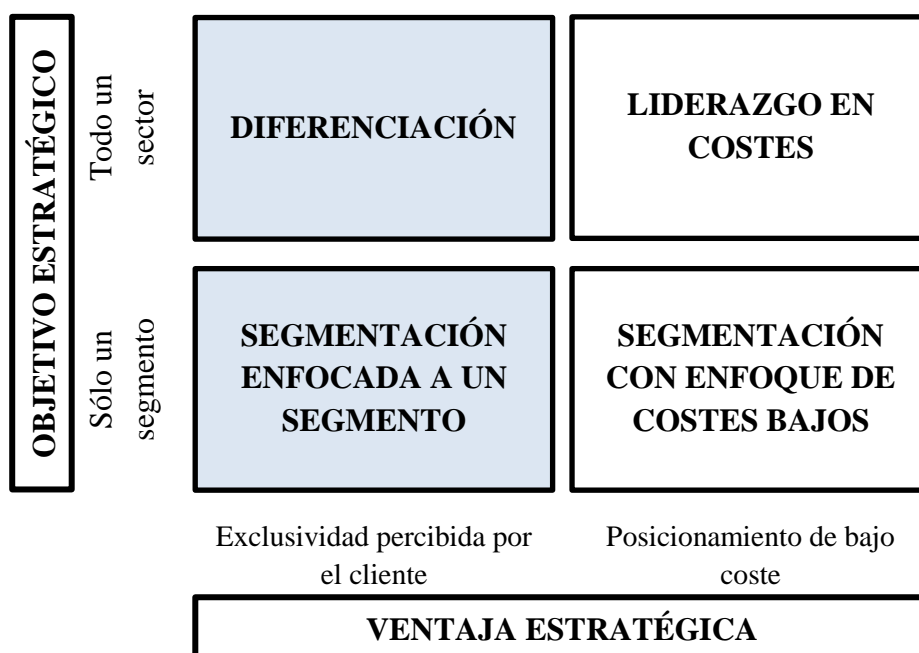 OBJETIVO ESTRATÉGICO
Todo un
sector
DIFERENCIACIÓN
LIDERAZGO EN
COSTES
Sólo un
segmento
SEGMENTACIÓN
ENFOCADA A UN
SEGMENTO
SEGMENTACIÓN
CON ENFOQUE DE
COSTES BAJOS
Exclusividad percibida por
el cliente
Posicionamiento de bajo
coste
VENTAJA ESTRATÉGICA